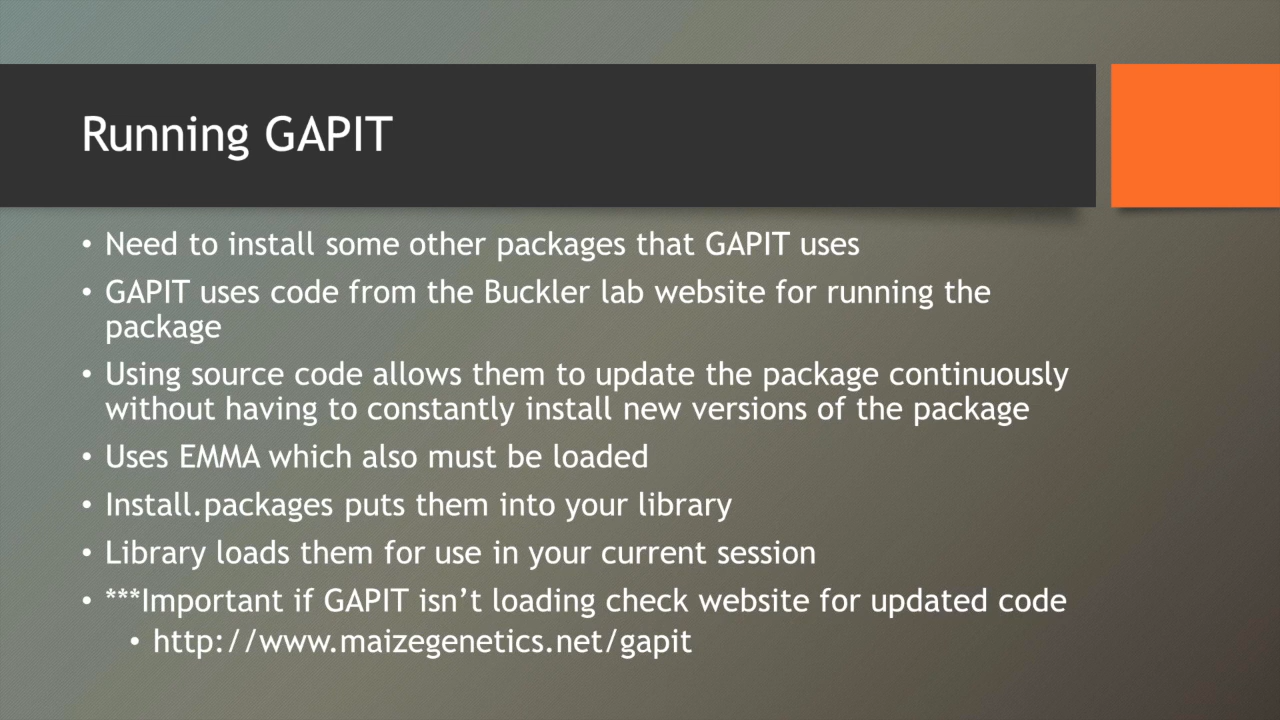 Running GAPIT
• Need to install some other packages that GAPIT uses
• GAPIT uses code from the Buckler lab website for running the
package
• Using source code allows them to update the package continuously
without having to constantly install new versions of the package
• Uses EMMA which also must be loaded
• Install.packages puts them into your library
• Library loads them for use in your current session
• ***Important if GAPIT isn’t loading check website for updated code
• http://www.maizegenetics.net/gapit